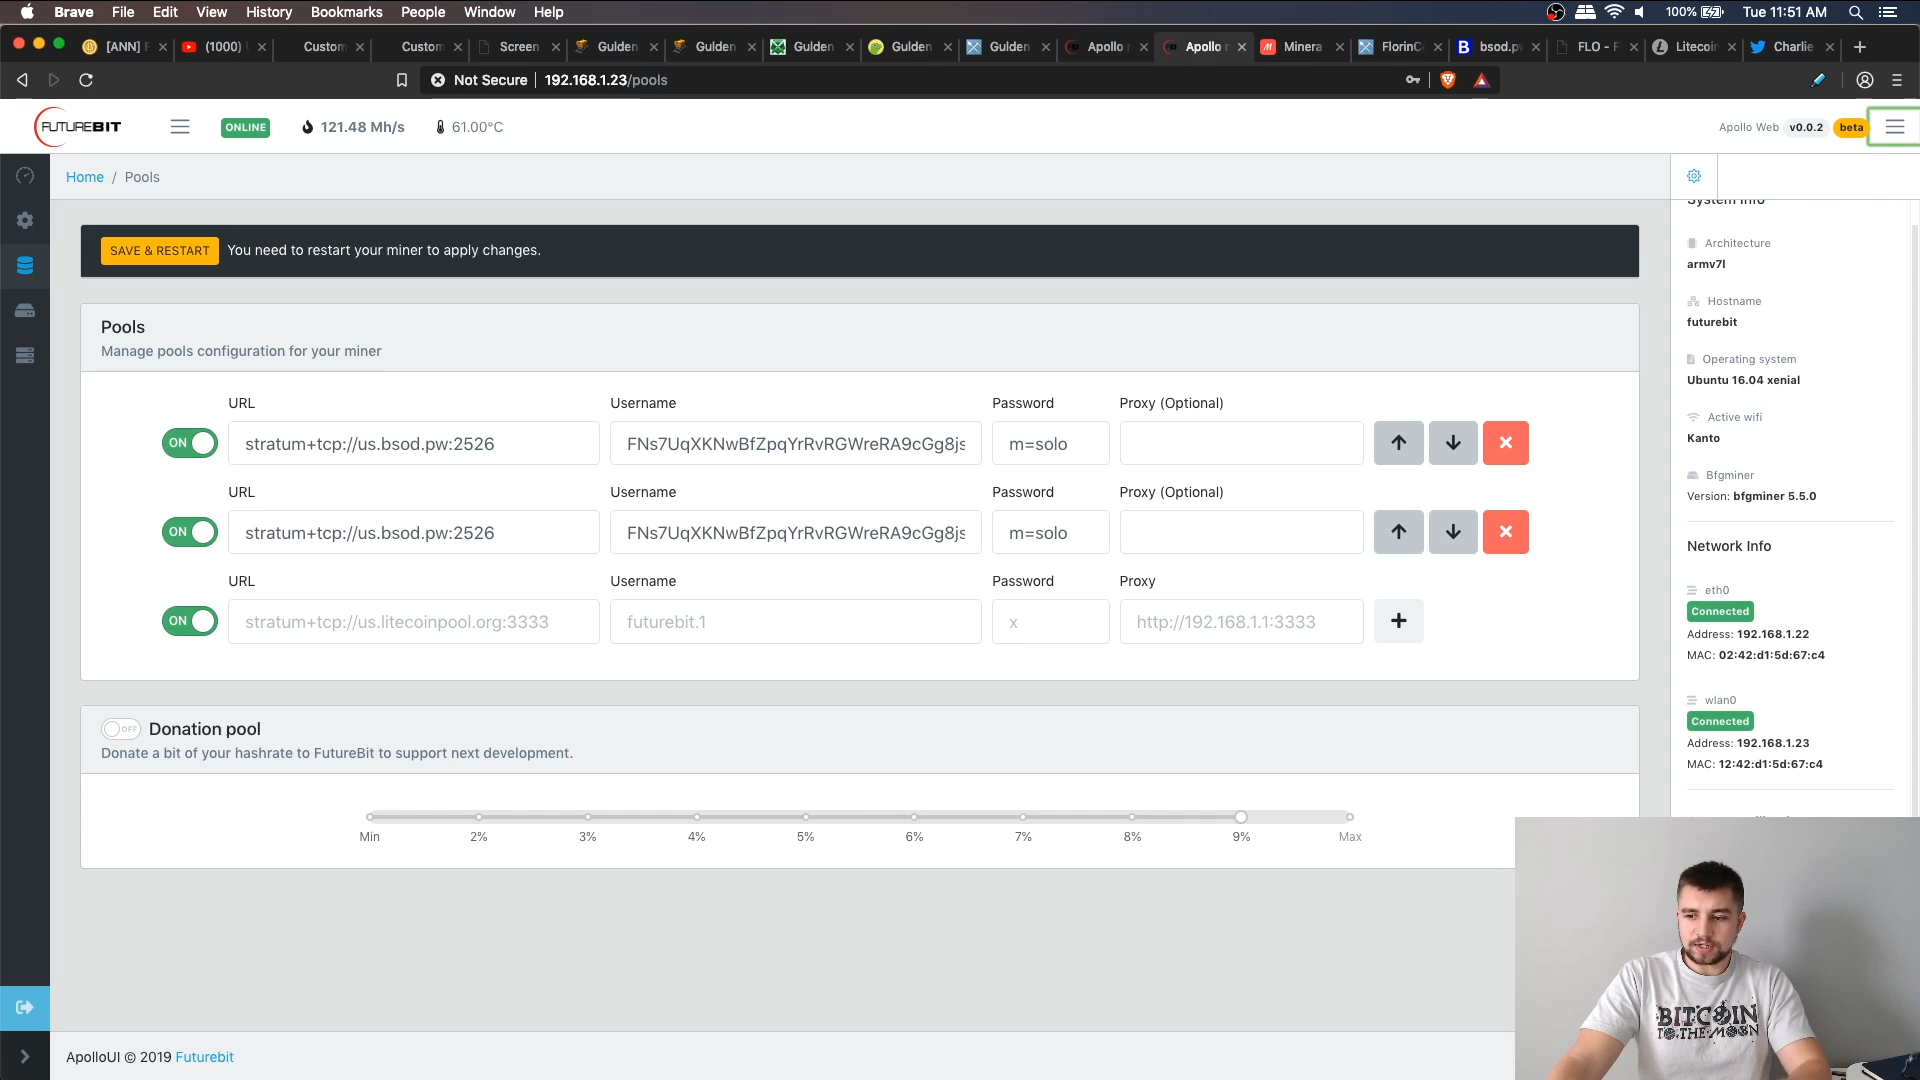 Brave File Edit View History Bookmarks People Window Help 100% Tue 11:51 AM
[ANN] (1000) Custom Custom Screen Gulden Gulden Gulden Gulden Gulden Apollo Apollo Minera FlorinCo bsod.pw FLO - Litecoin Charlie
Not Secure 192.168.1.23/pools
FUTUREBIT ONLINE 121.48 Mh/s 61.00°C Apollo Web v0.0.2 beta
Home / Pools
SAVE & RESTART You need to restart your miner to apply changes.
Pools
Manage pools configuration for your miner
URL Username Password Proxy (Optional)
ON stratum+tcp://us.bsod.pw:2526 FNs7UqXKNwBfZpqYrRvRGWreRA9cGg8js m=solo
URL Username Password Proxy (Optional)
ON stratum+tcp://us.bsod.pw:2526 FNs7UqXKNwBfZpqYrRvRGWreRA9cGg8js m=solo
URL Username Password Proxy
ON stratum+tcp://us.litecoinpool.org:3333 futurebit.1 x http://192.168.1.1:3333
OFF Donation pool
Donate a bit of your hashrate to FutureBit to support next development.
Min 2% 3% 4% 5% 6% 7% 8% 9% Max
System Info
Architecture
armv7l
Hostname
futurebit
Operating system
Ubuntu 16.04 xenial
Active wifi
Kanto
Bfgminer
Version: bfgminer 5.5.0
Network Info
eth0
Connected
Address: 192.168.1.22
MAC: 02:42:d1:5d:67:c4
wlan0
Connected
Address: 192.168.1.23
MAC: 12:42:d1:5d:67:c4
BITCOIN
TO THE MOON
ApolloUI © 2019 Futurebit